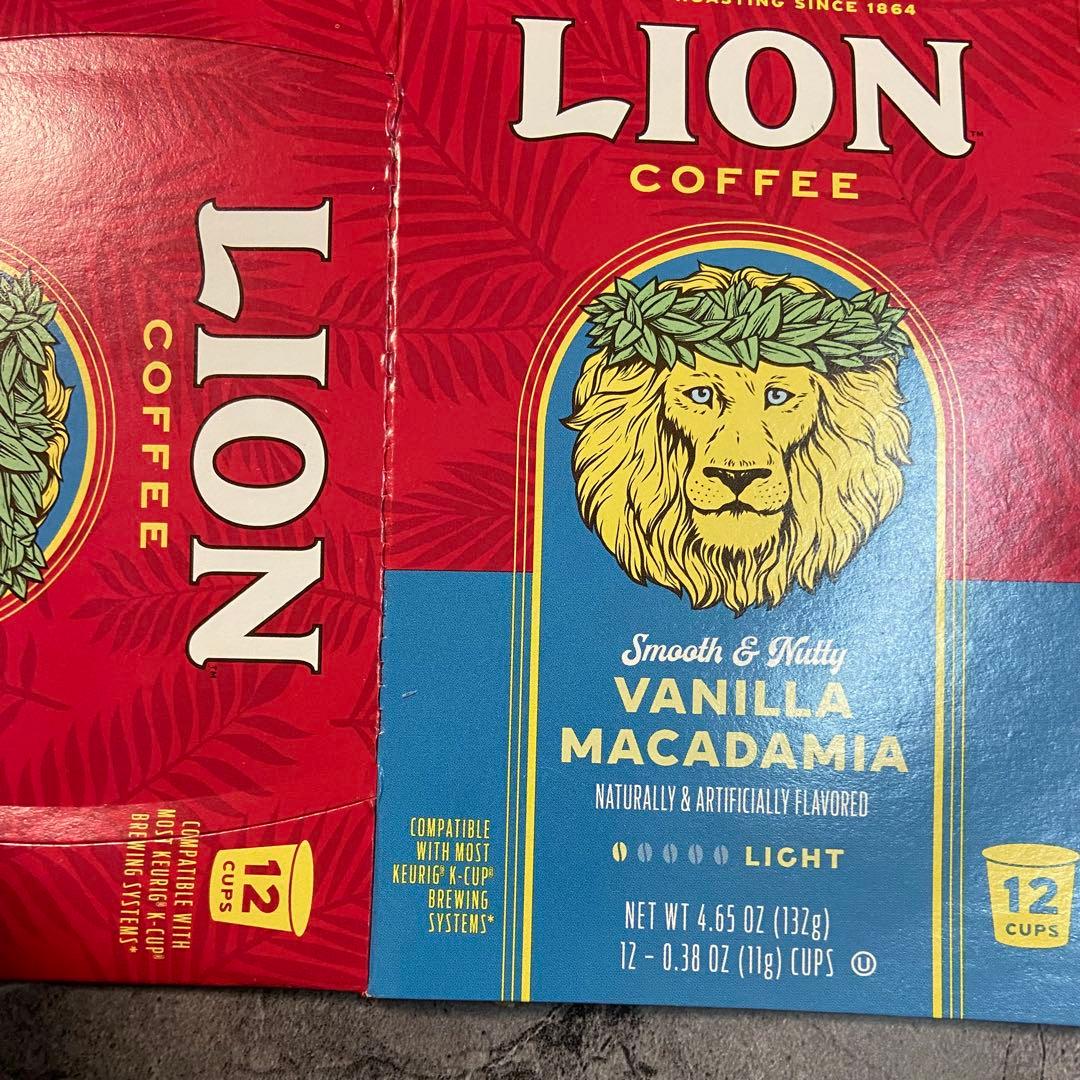 ROASTING SINCE 1864
LION™
COFFEE
Smooth & Nutty
VANILLA
MACADAMIA
NATURALLY & ARTIFICIALLY FLAVORED
LIGHT
NET WT 4.65 OZ (132g)
12 – 0.38 OZ (11g) CUPS Ⓤ
COMPATIBLE
WITH MOST
KEURIG® K-CUP®
BREWING
SYSTEMS*
12
CUPS
LION™
COFFEE
12
CUPS
COMPATIBLE WITH
MOST KEURIG® K-CUP®
BREWING SYSTEMS*